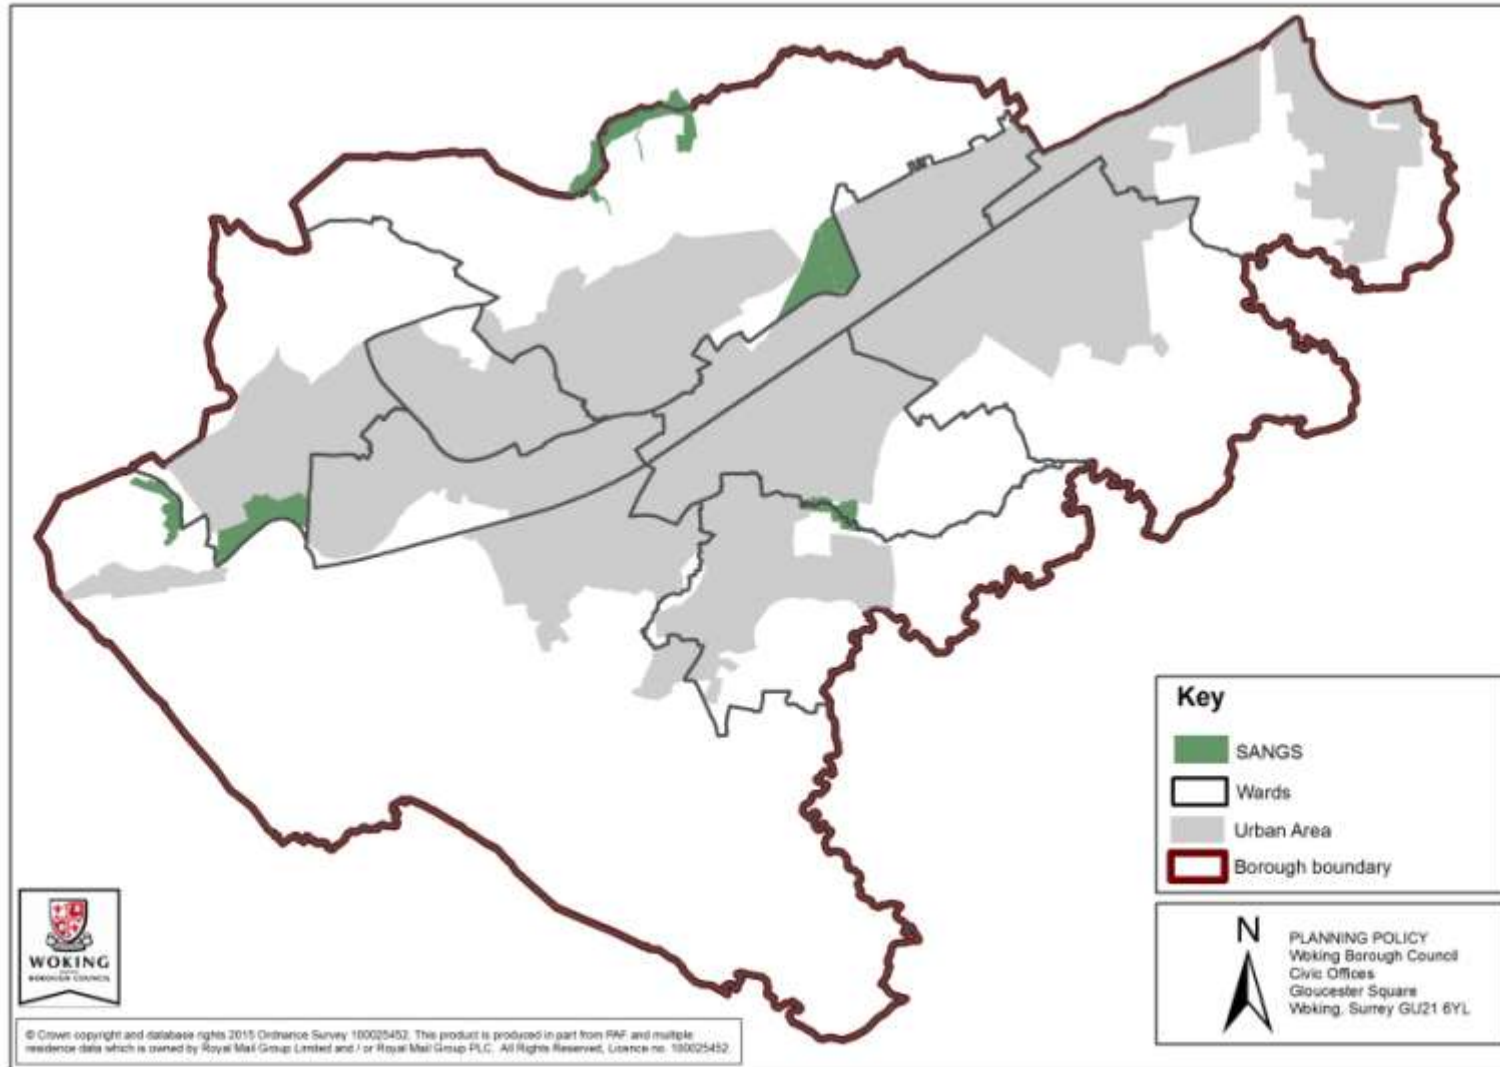 Key
SANGS
Wards
Urban Area
Borough boundary
N
PLANNING POLICY
Woking Borough Council
Civic Offices
Gloucester Square
Woking, Surrey GU21 6YL
WOKING
BOROUGH COUNCIL
© Crown copyright and database rights 2015 Ordnance Survey 100025452. This product is produced in part from PAF and multiple
residence data which is owned by Royal Mail Group Limited and / or Royal Mail Group PLC. All Rights Reserved, Licence no. 100025452